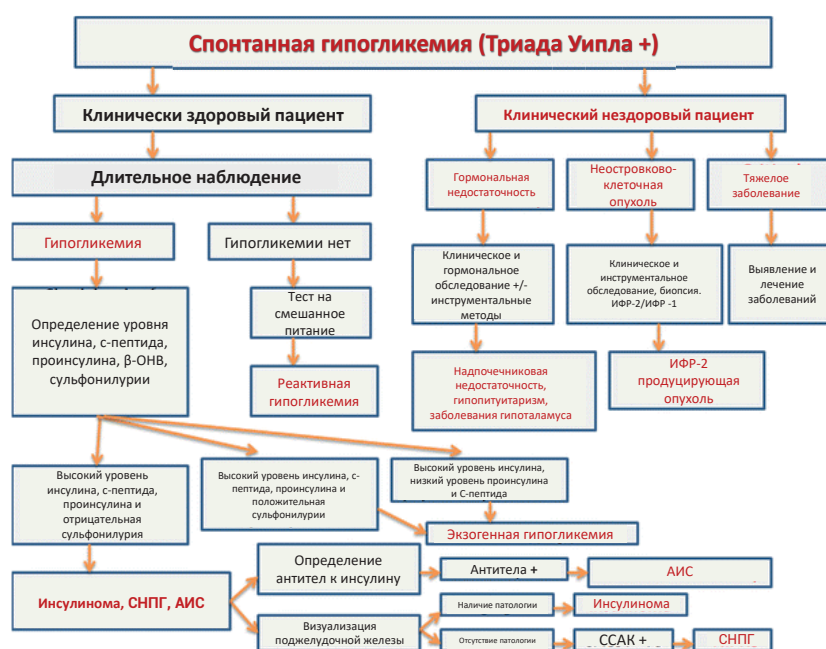 Спонтанная гипогликемия (Триада Уипла +)
Клинически здоровый пациент
Клинический нездоровый пациент
Длительное наблюдение
Гормональная
недостаточность
Неостровково-
клеточная
опухоль
Тяжелое
заболевание
Гипогликемия
Гипогликемии нет
Клиническое и
гормональное
обследование +/-
инструментальные
методы
Клиническое и
инструментальное
обследование, биопсия.
ИФР-2/ИФР -1
Выявление и
лечение
заболеваний
Определение уровня
инсулина, с-пептида,
проинсулина, β-ОНВ,
сульфонилурии
Тест на
смешанное
питание
Реактивная
гипогликемия
Надпочечниковая
недостаточность,
гипопитуитаризм,
заболевания гипоталамуса
ИФР-2
продуцирующая
опухоль
Высокий уровень
инсулина, с-пептида,
проинсулина и
отрицательная
сульфонилурия
Высокий уровень инсулина, с-
пептида, проинсулина и
положительная
сульфонилурии
Высокий уровень инсулина,
низкий уровень проинсулина
и С-пептида
Экзогенная гипогликемия
Определение
антител к инсулину
Антитела +
АИС
Инсулинома, СНПГ, АИС
Визуализация
поджелудочной железы
Наличие патологии
Инсулинома
Отсутствие патологии
ССАК +
СНПГ